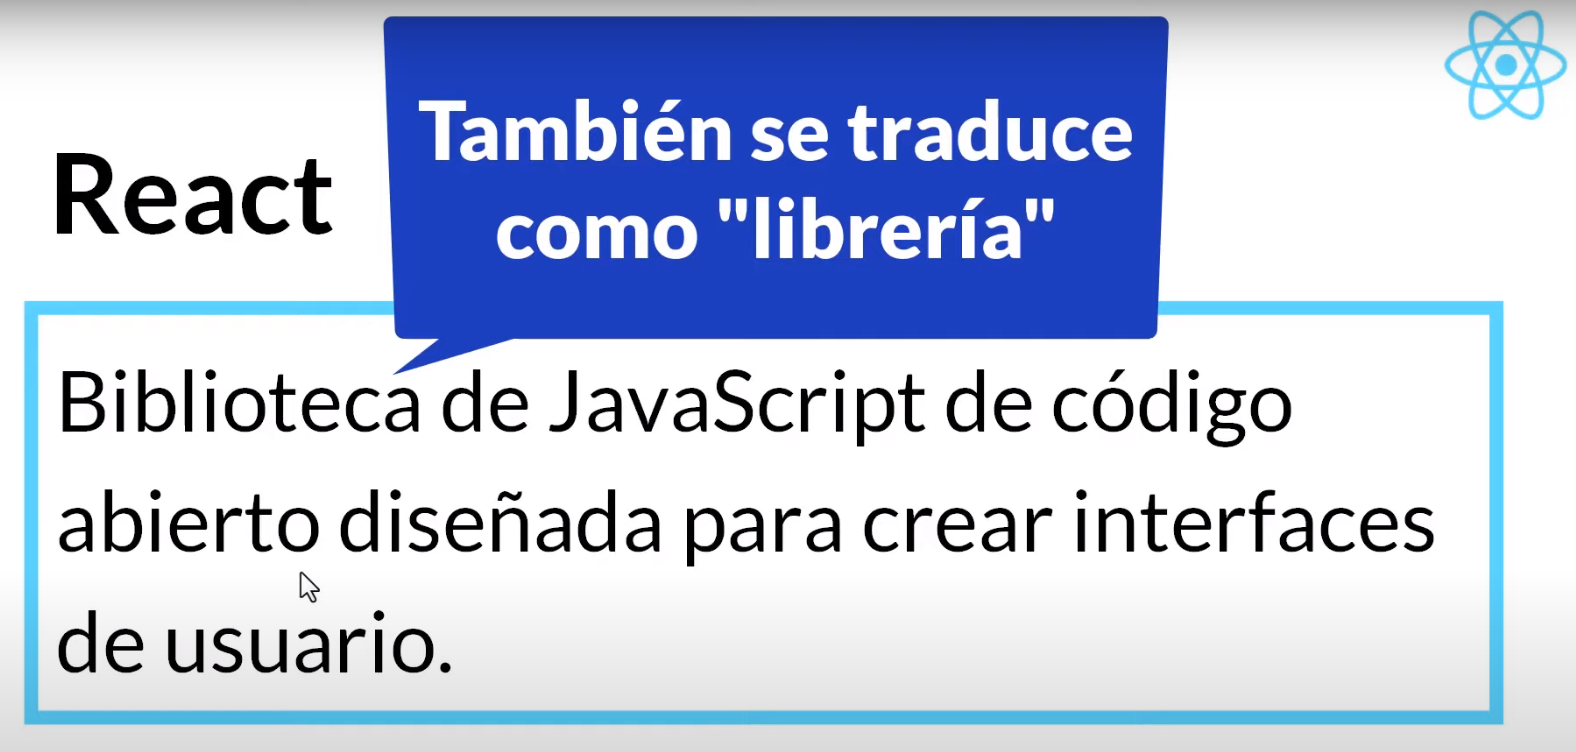 También se traduce
como "librería"
React
Biblioteca de JavaScript de código
abierto diseñada para crear interfaces
de usuario.